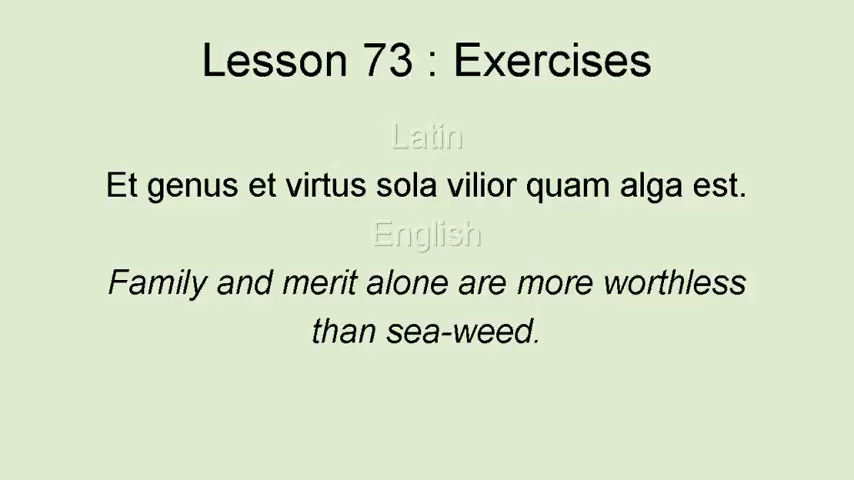 Lesson 73 : Exercises
Latin
Et genus et virtus sola vilior quam alga est.
English
Family and merit alone are more worthless
than sea-weed.